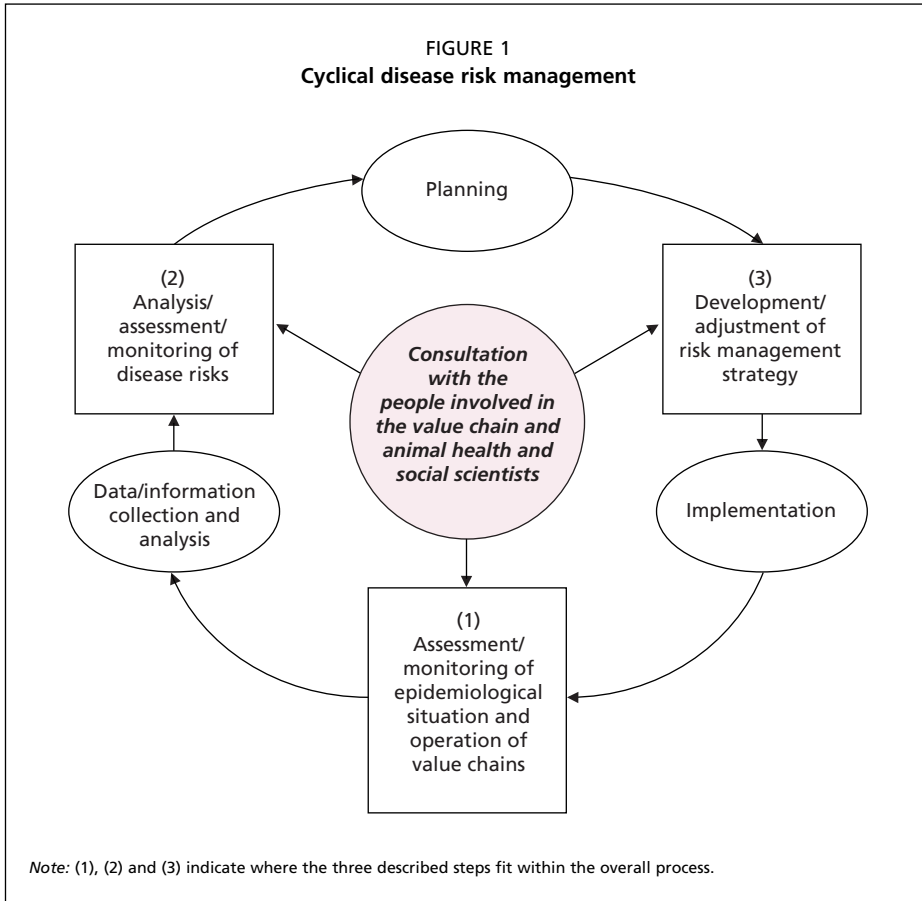 FIGURE 1
Cyclical disease risk management
Planning
(2)
Analysis/
assessment/
monitoring of
disease risks
(3)
Development/
adjustment of
risk management
strategy
Consultation
with the
people involved in
the value chain and
animal health and
social scientists
Data/information
collection and
analysis
Implementation
(1)
Assessment/
monitoring of
epidemiological
situation and
operation of
value chains
Note: (1), (2) and (3) indicate where the three described steps fit within the overall process.